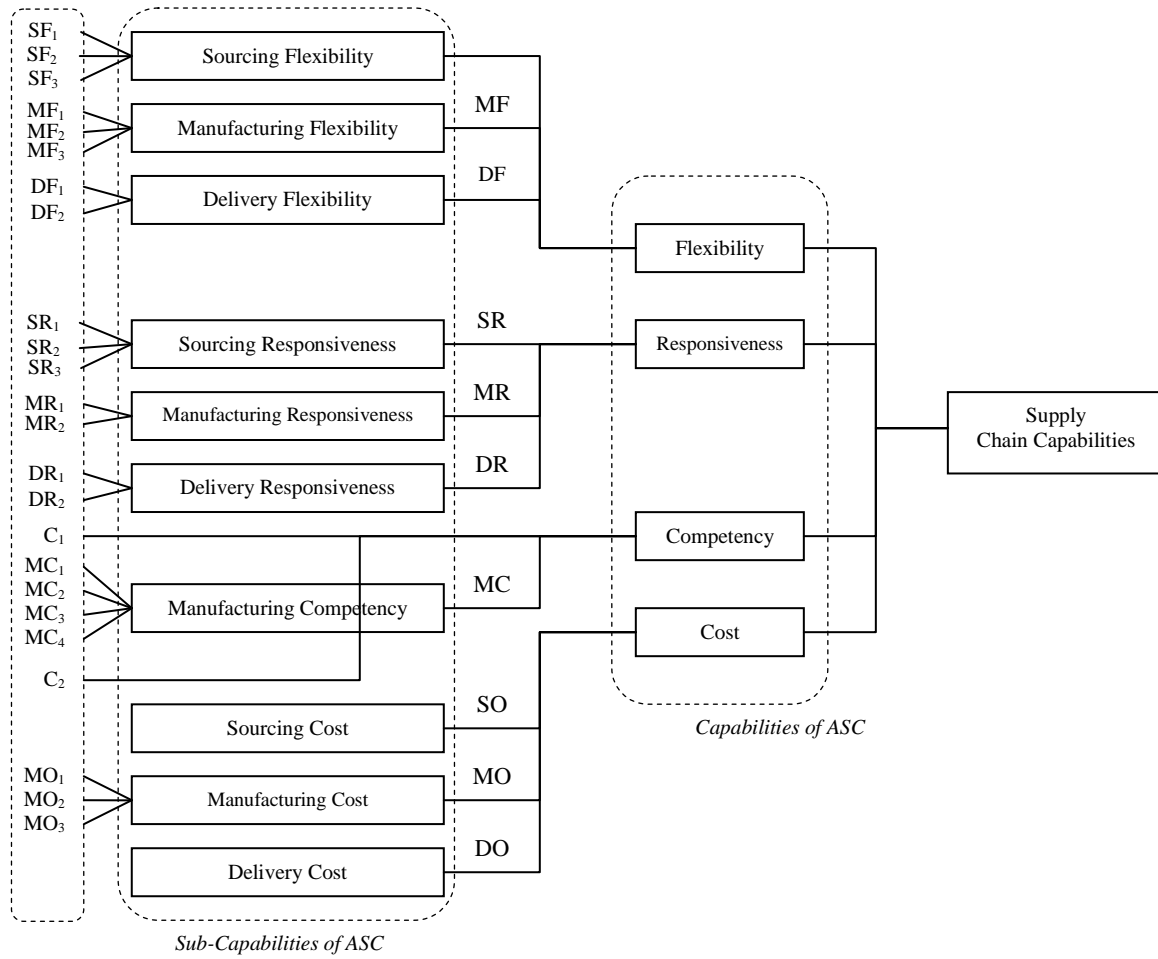 SF1
SF2
SF3
Sourcing Flexibility
MF1
MF2
MF3
Manufacturing Flexibility
MF
DF1
DF2
Delivery Flexibility
DF
Flexibility
SR1
SR2
SR3
Sourcing Responsiveness
SR
Responsiveness
MR1
MR2
Manufacturing Responsiveness
MR
Supply
Chain Capabilities
DR1
DR2
Delivery Responsiveness
DR
C1
Competency
MC1
MC2
MC3
MC4
Manufacturing Competency
MC
Cost
C2
Sourcing Cost
SO
Capabilities of ASC
MO1
MO2
MO3
Manufacturing Cost
MO
Delivery Cost
DO
Sub-Capabilities of ASC